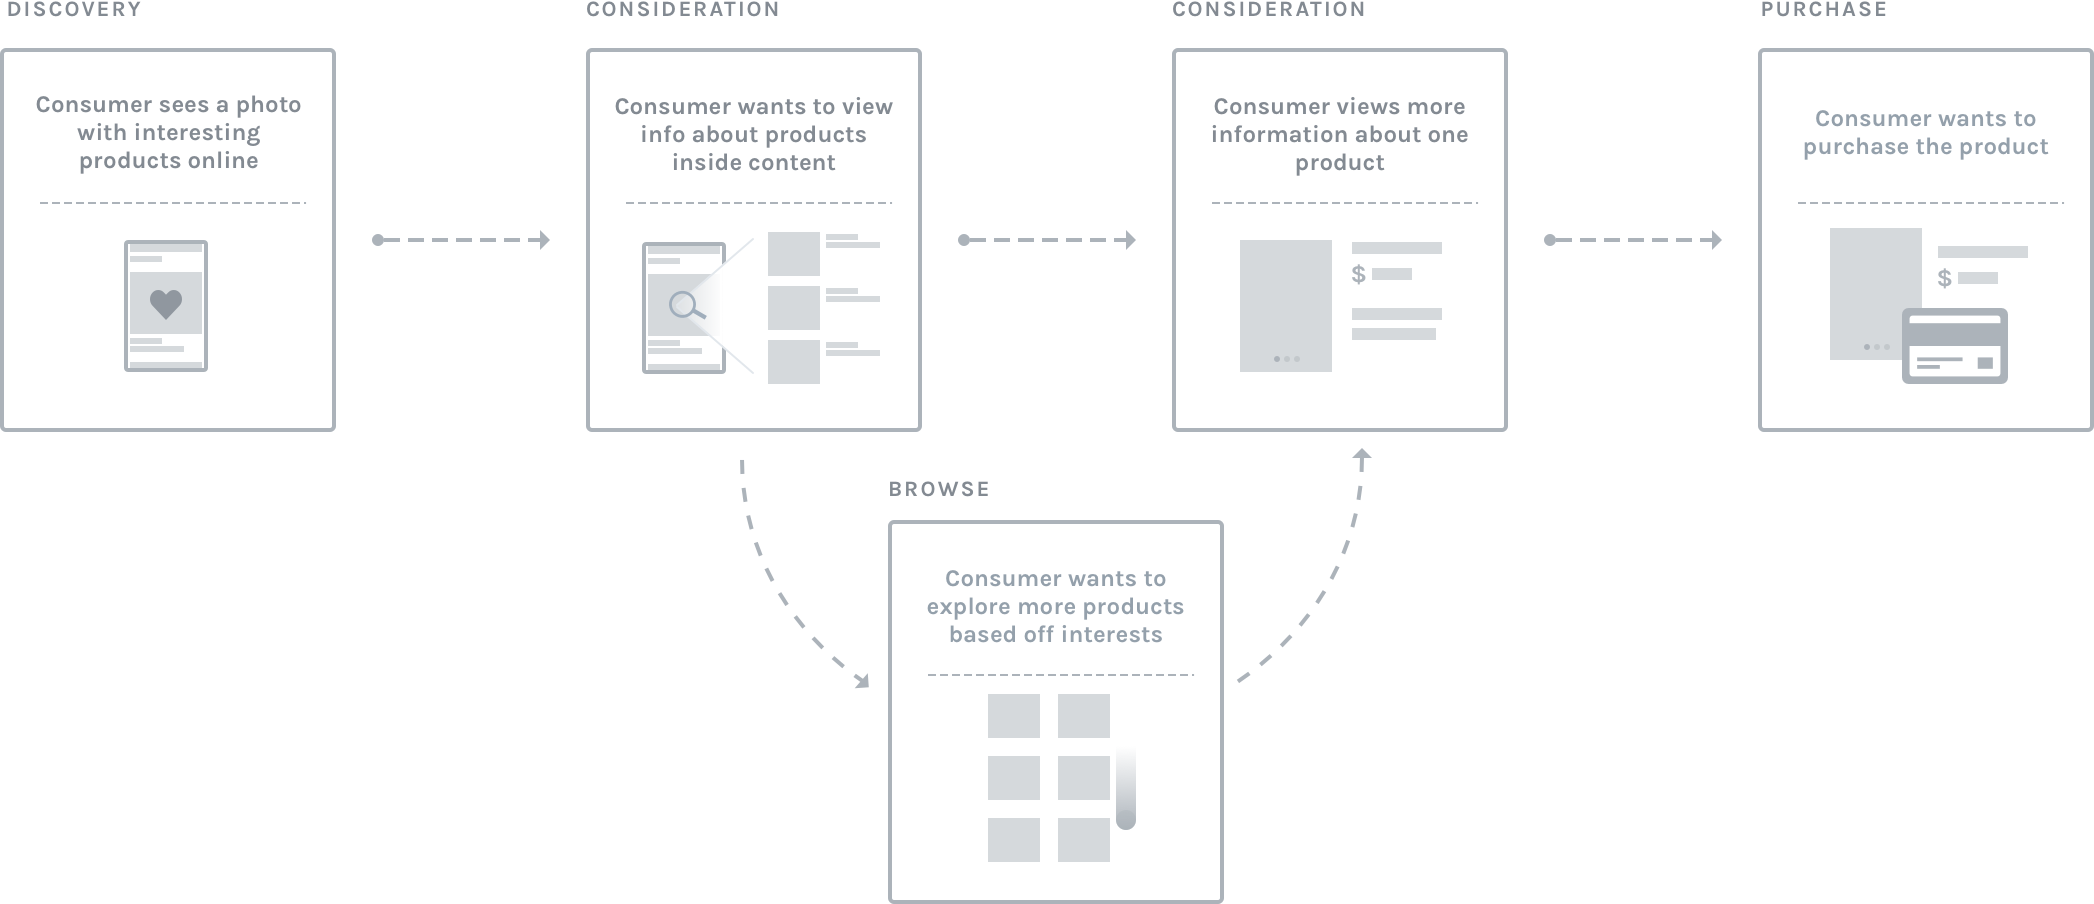 DISCOVERY
Consumer sees a photo
with interesting
products online
CONSIDERATION
Consumer wants to view
info about products
inside content
CONSIDERATION
Consumer views more
information about one
product
$
PURCHASE
Consumer wants to
purchase the product
$
BROWSE
Consumer wants to
explore more products
based off interests